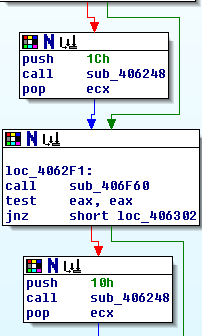 push 1Ch
call sub_406248
pop ecx
loc_4062F1:
call sub_406F60
test eax, eax
jnz short loc_406302
push 10h
call sub_406248
pop ecx